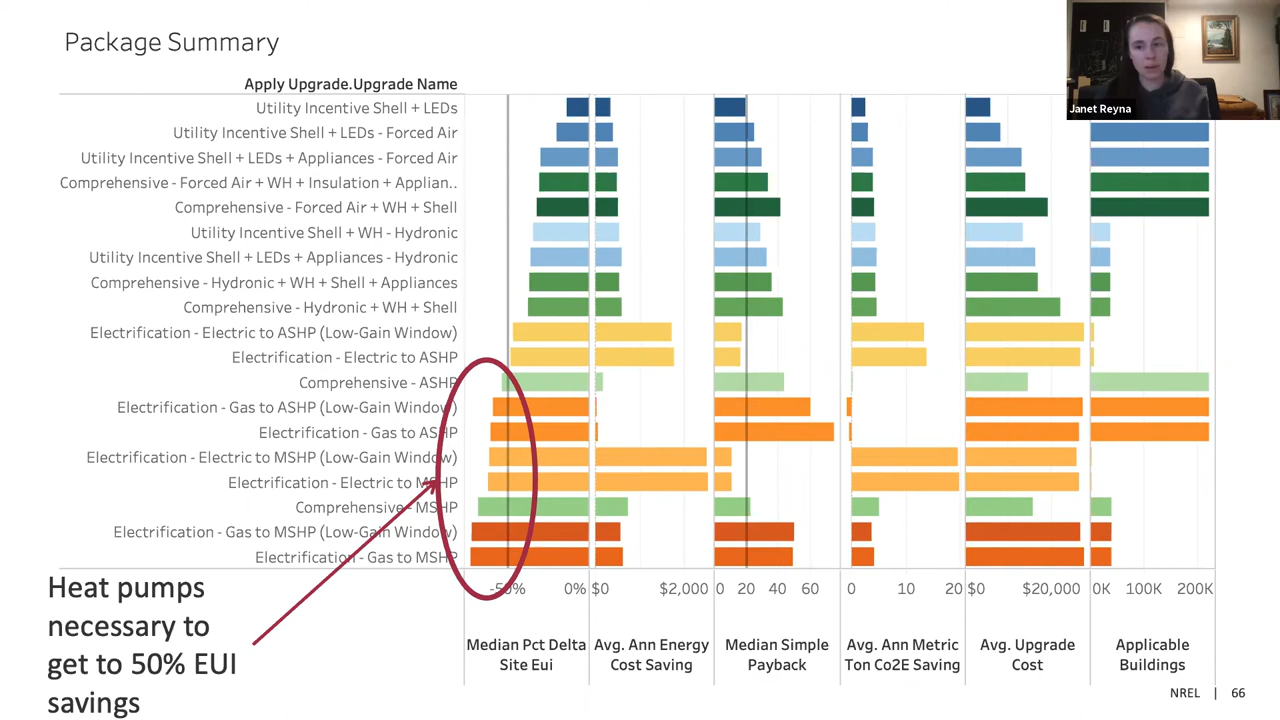 Package Summary
Janet Reyna
Apply Upgrade.Upgrade Name
Utility Incentive Shell + LEDs
Utility Incentive Shell + LEDs - Forced Air
Utility Incentive Shell + LEDs + Appliances - Forced Air
Comprehensive - Forced Air + WH + Insulation + Applian..
Comprehensive - Forced Air + WH + Shell
Utility Incentive Shell + WH - Hydronic
Utility Incentive Shell + LEDs + Appliances - Hydronic
Comprehensive - Hydronic + WH + Shell + Appliances
Comprehensive - Hydronic + WH + Shell
Electrification - Electric to ASHP (Low-Gain Window)
Electrification - Electric to ASHP
Comprehensive - ASHP
Electrification - Gas to ASHP (Low-Gain Window)
Electrification - Gas to ASHP
Electrification - Electric to MSHP (Low-Gain Window)
Electrification - Electric to MSHP
Comprehensive - MSHP
Electrification - Gas to MSHP (Low-Gain Window)
Electrification - Gas to MSHP
-50% 0% $0 $2,000 0 20 40 60 0 10 20 $0 $20,000 0K 100K 200K
Median Pct Delta Site Eui
Avg. Ann Energy Cost Saving
Median Simple Payback
Avg. Ann Metric Ton Co2E Saving
Avg. Upgrade Cost
Applicable Buildings
Heat pumps
necessary to
get to 50% EUI
savings
NREL | 66